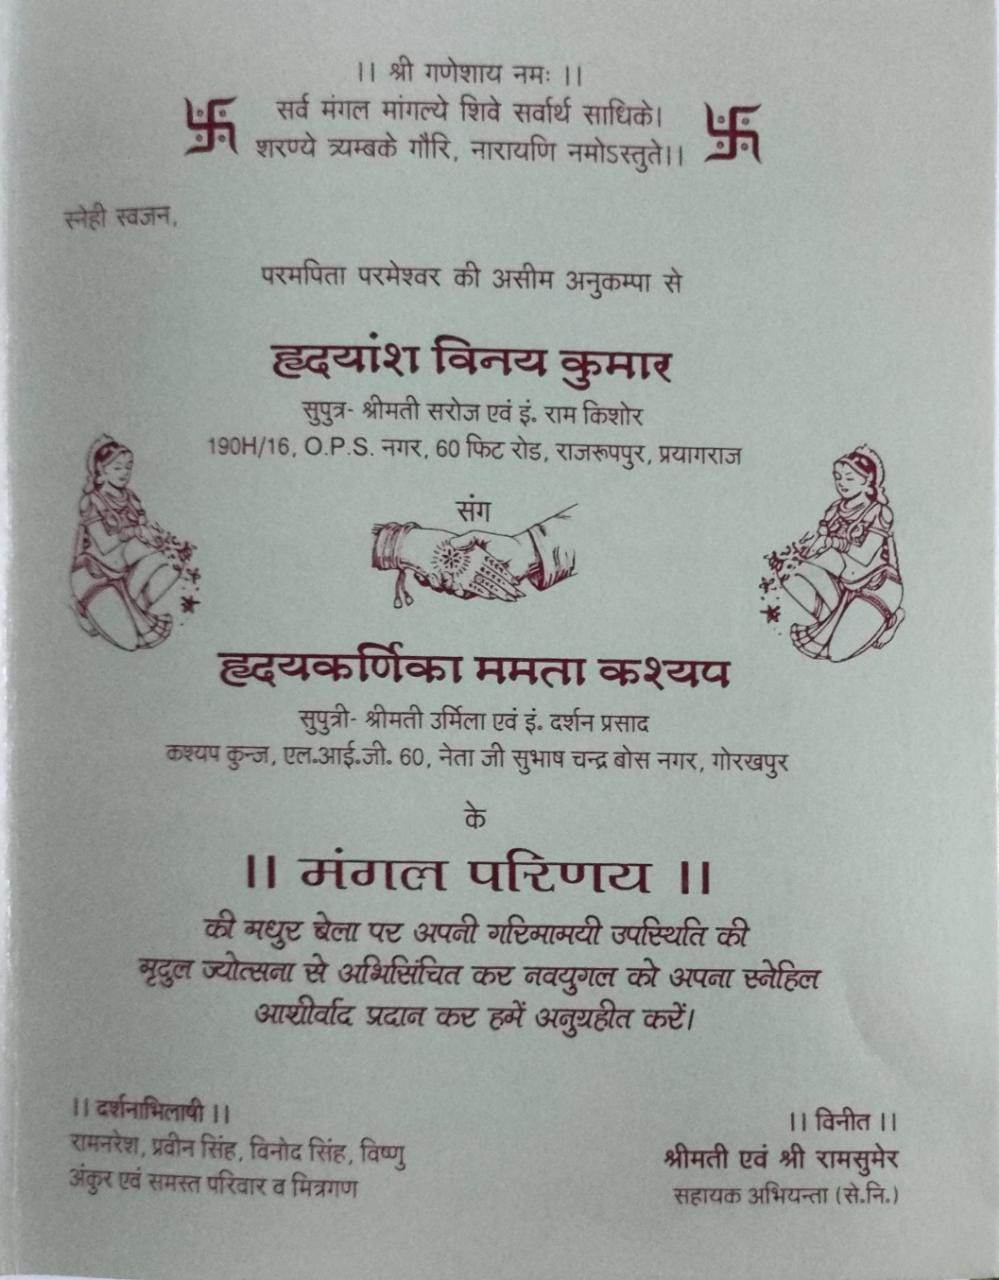 ।। श्री गणेशाय नमः ।।
सर्व मंगल मांगल्ये शिवे सर्वार्थ साधिके।
शरण्ये त्र्यम्बके गौरि, नारायणि नमोऽस्तुते।।
स्नेही स्वजन,
परमपिता परमेश्वर की असीम अनुकम्पा से
हृदयांश विनय कुमार
सुपुत्र- श्रीमती सरोज एवं इं. राम किशोर
190H/16, O.P.S. नगर, 60 फिट रोड, राजरूपपुर, प्रयागराज
संग
हृदयकर्णिका ममता कश्यप
सुपुत्री- श्रीमती उर्मिला एवं इं. दर्शन प्रसाद
कश्यप कुन्ज, एल.आई.जी. 60, नेता जी सुभाष चन्द्र बोस नगर, गोरखपुर
के
।। मंगल परिणय ।।
की मधुर बेला पर अपनी गरिमामयी उपस्थिति की
मृदुल ज्योत्सना से अभिसिंचित कर नवयुगल को अपना स्नेहिल
आशीर्वाद प्रदान कर हमें अनुग्रहीत करें।
।। दर्शनाभिलाषी ।।
रामनरेश, प्रवीन सिंह, विनोद सिंह, विष्णु
अंकुर एवं समस्त परिवार व मित्रगण
।। विनीत ।।
श्रीमती एवं श्री रामसुमेर
सहायक अभियन्ता (से.नि.)